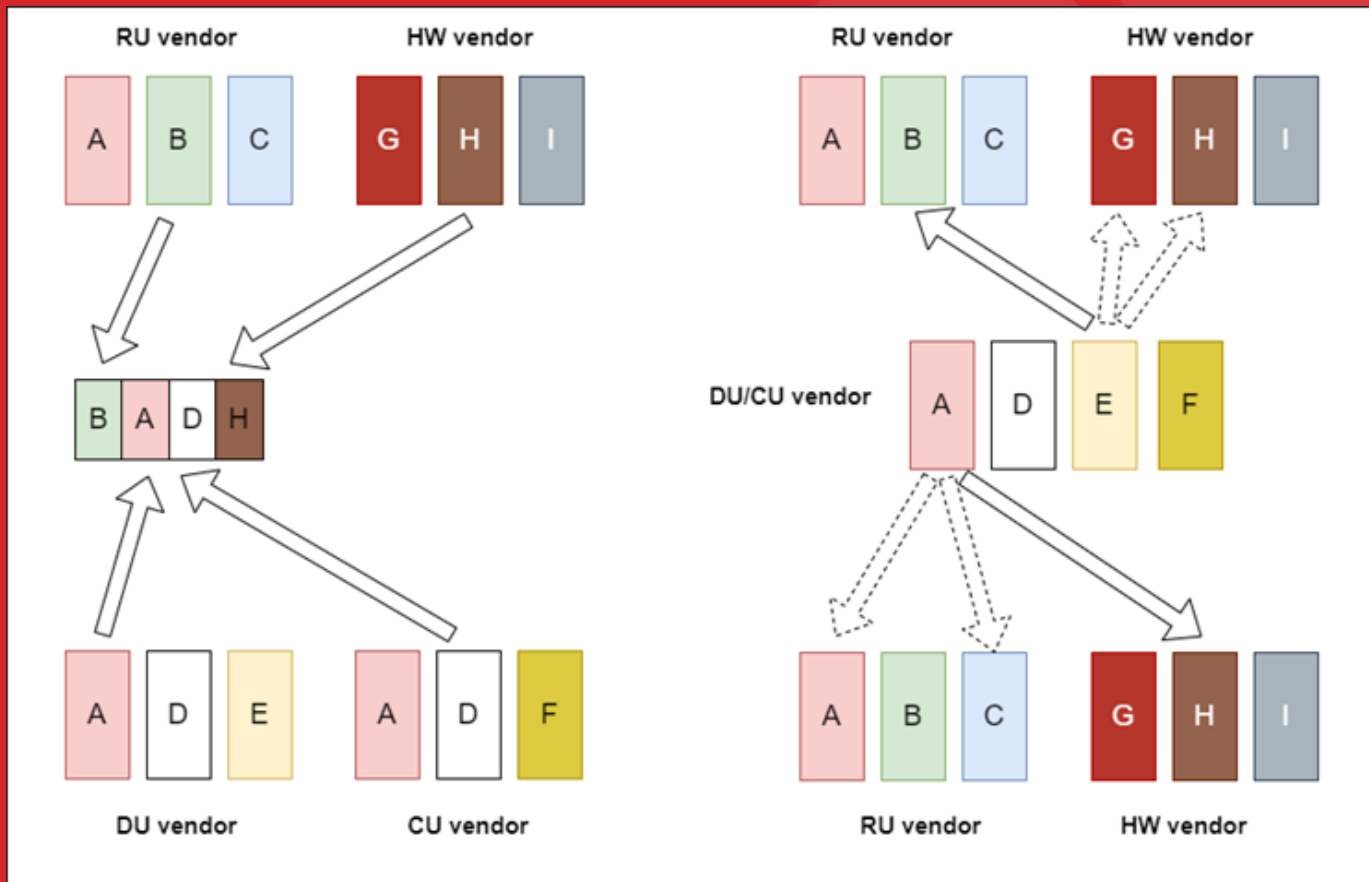 RU vendor HW vendor
A B C G H I
B A D H
A D E A D F
DU vendor CU vendor
RU vendor HW vendor
A B C G H I
DU/CU vendor A D E F
A B C G H I
RU vendor HW vendor